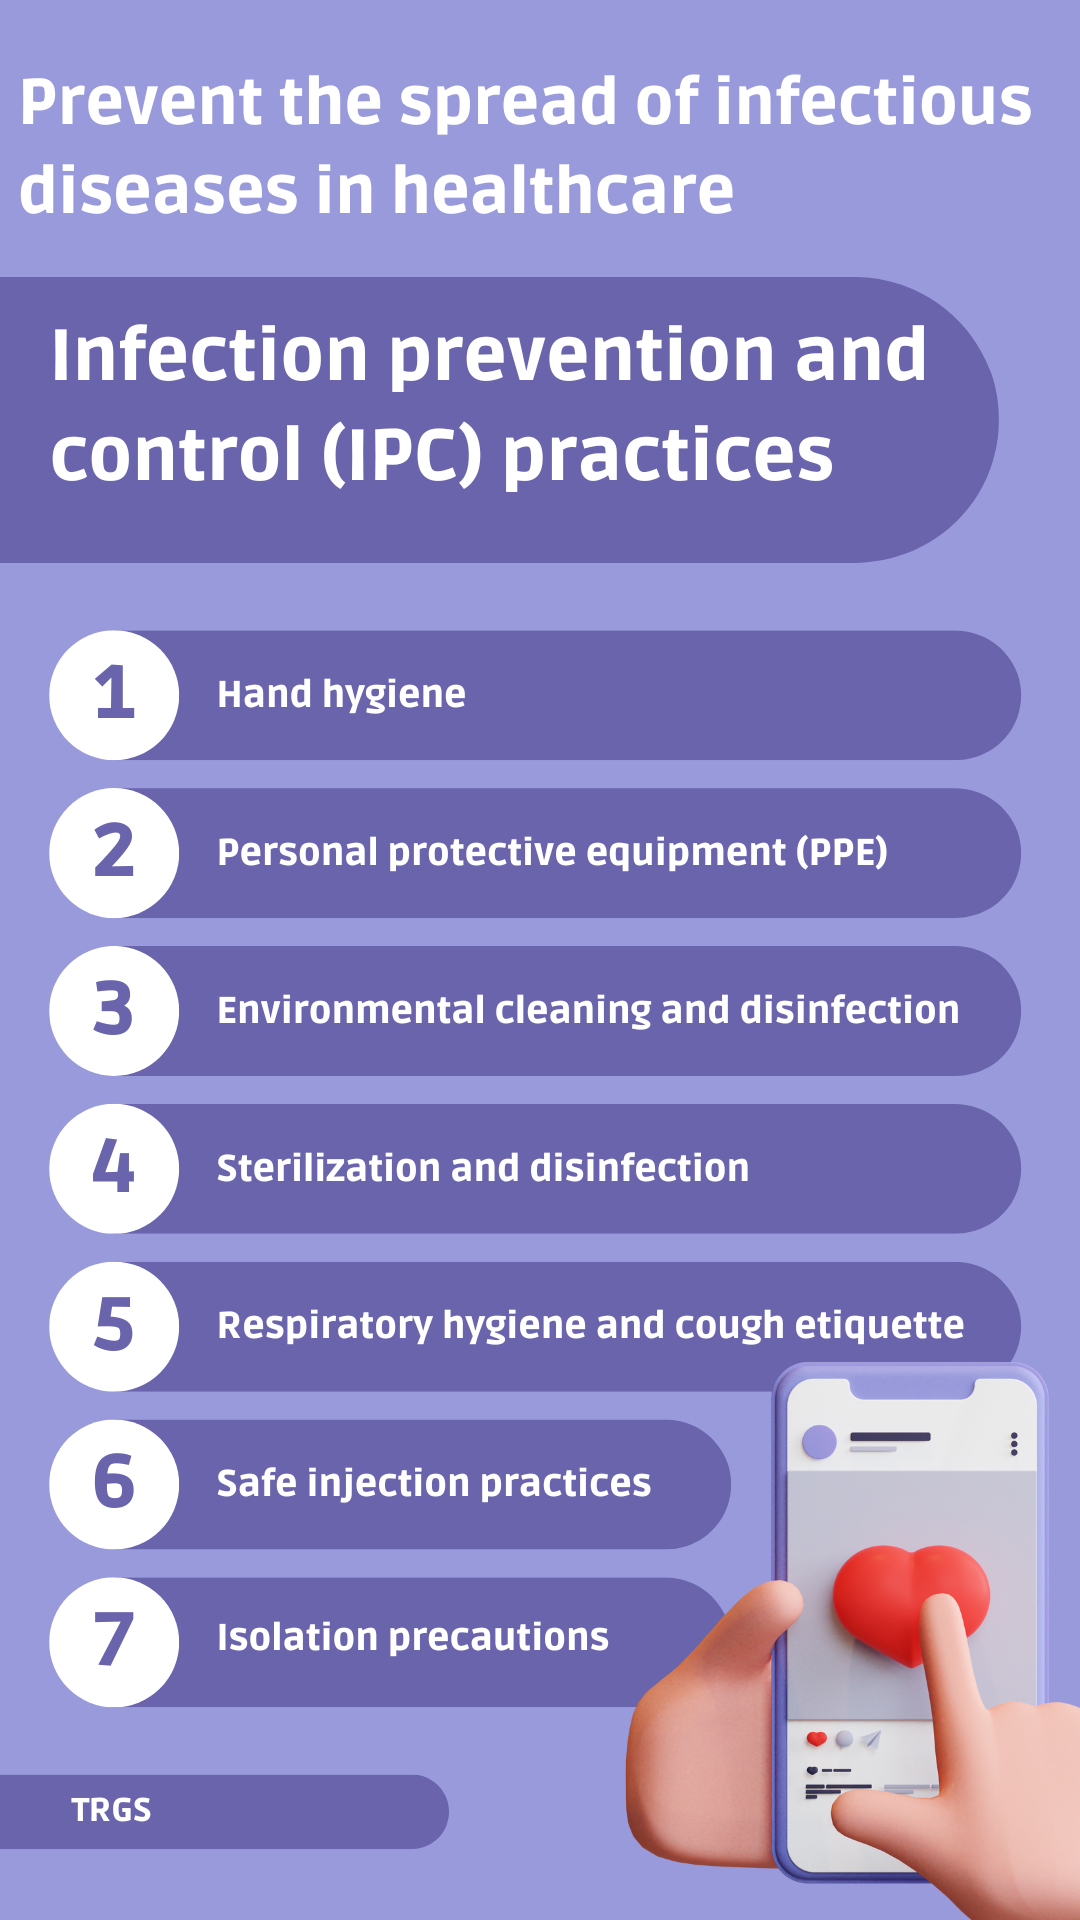 Prevent the spread of infectious
diseases in healthcare
Infection prevention and
control (IPC) practices
1
Hand hygiene
2
Personal protective equipment (PPE)
3
Environmental cleaning and disinfection
4
Sterilization and disinfection
5
Respiratory hygiene and cough etiquette
6
Safe injection practices
7
Isolation precautions
TRGS